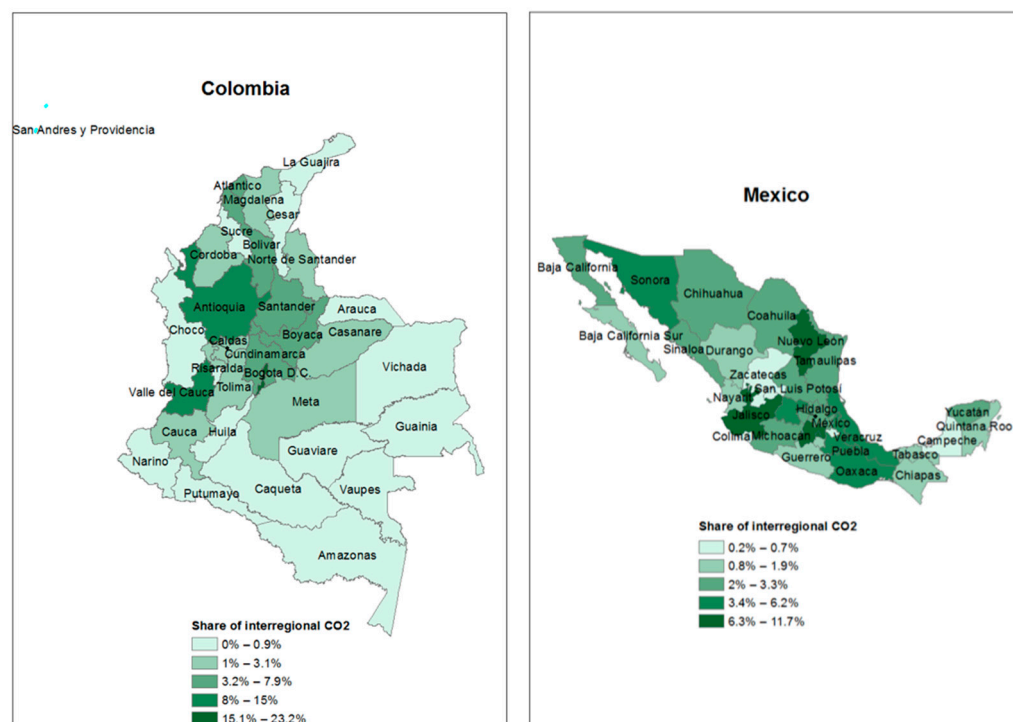 Colombia
San Andres y Providencia
La Guajira
Atlantico
Magdalena
Cesar
Sucre
Bolivar
Cordoba
Norte de Santander
Antioquia
Santander
Arauca
Choco
Boyaca
Casanare
Caldas
Cundinamarca
Risaralda
Bogota D.C.
Vichada
Valle del Cauca
Tolima
Meta
Cauca
Huila
Guainia
Guaviare
Narino
Putumayo
Caqueta
Vaupes
Amazonas
Share of interregional CO2
0% – 0.9%
1% – 3.1%
3.2% – 7.9%
8% – 15%
15.1% – 23.2%
Mexico
Baja California
Sonora
Chihuahua
Coahuila
Baja California Sur
Sinaloa
Durango
Nuevo León
Tamaulipas
Zacatecas
San Luis Potosí
Nayarit
Jalisco
Hidalgo
México
Yucatán
Quintana Roo
Colima
Michoacan
Veracruz
Campeche
Puebla
Guerrero
Tabasco
Oaxaca
Chiapas
Share of interregional CO2
0.2% – 0.7%
0.8% – 1.9%
2% – 3.3%
3.4% – 6.2%
6.3% – 11.7%